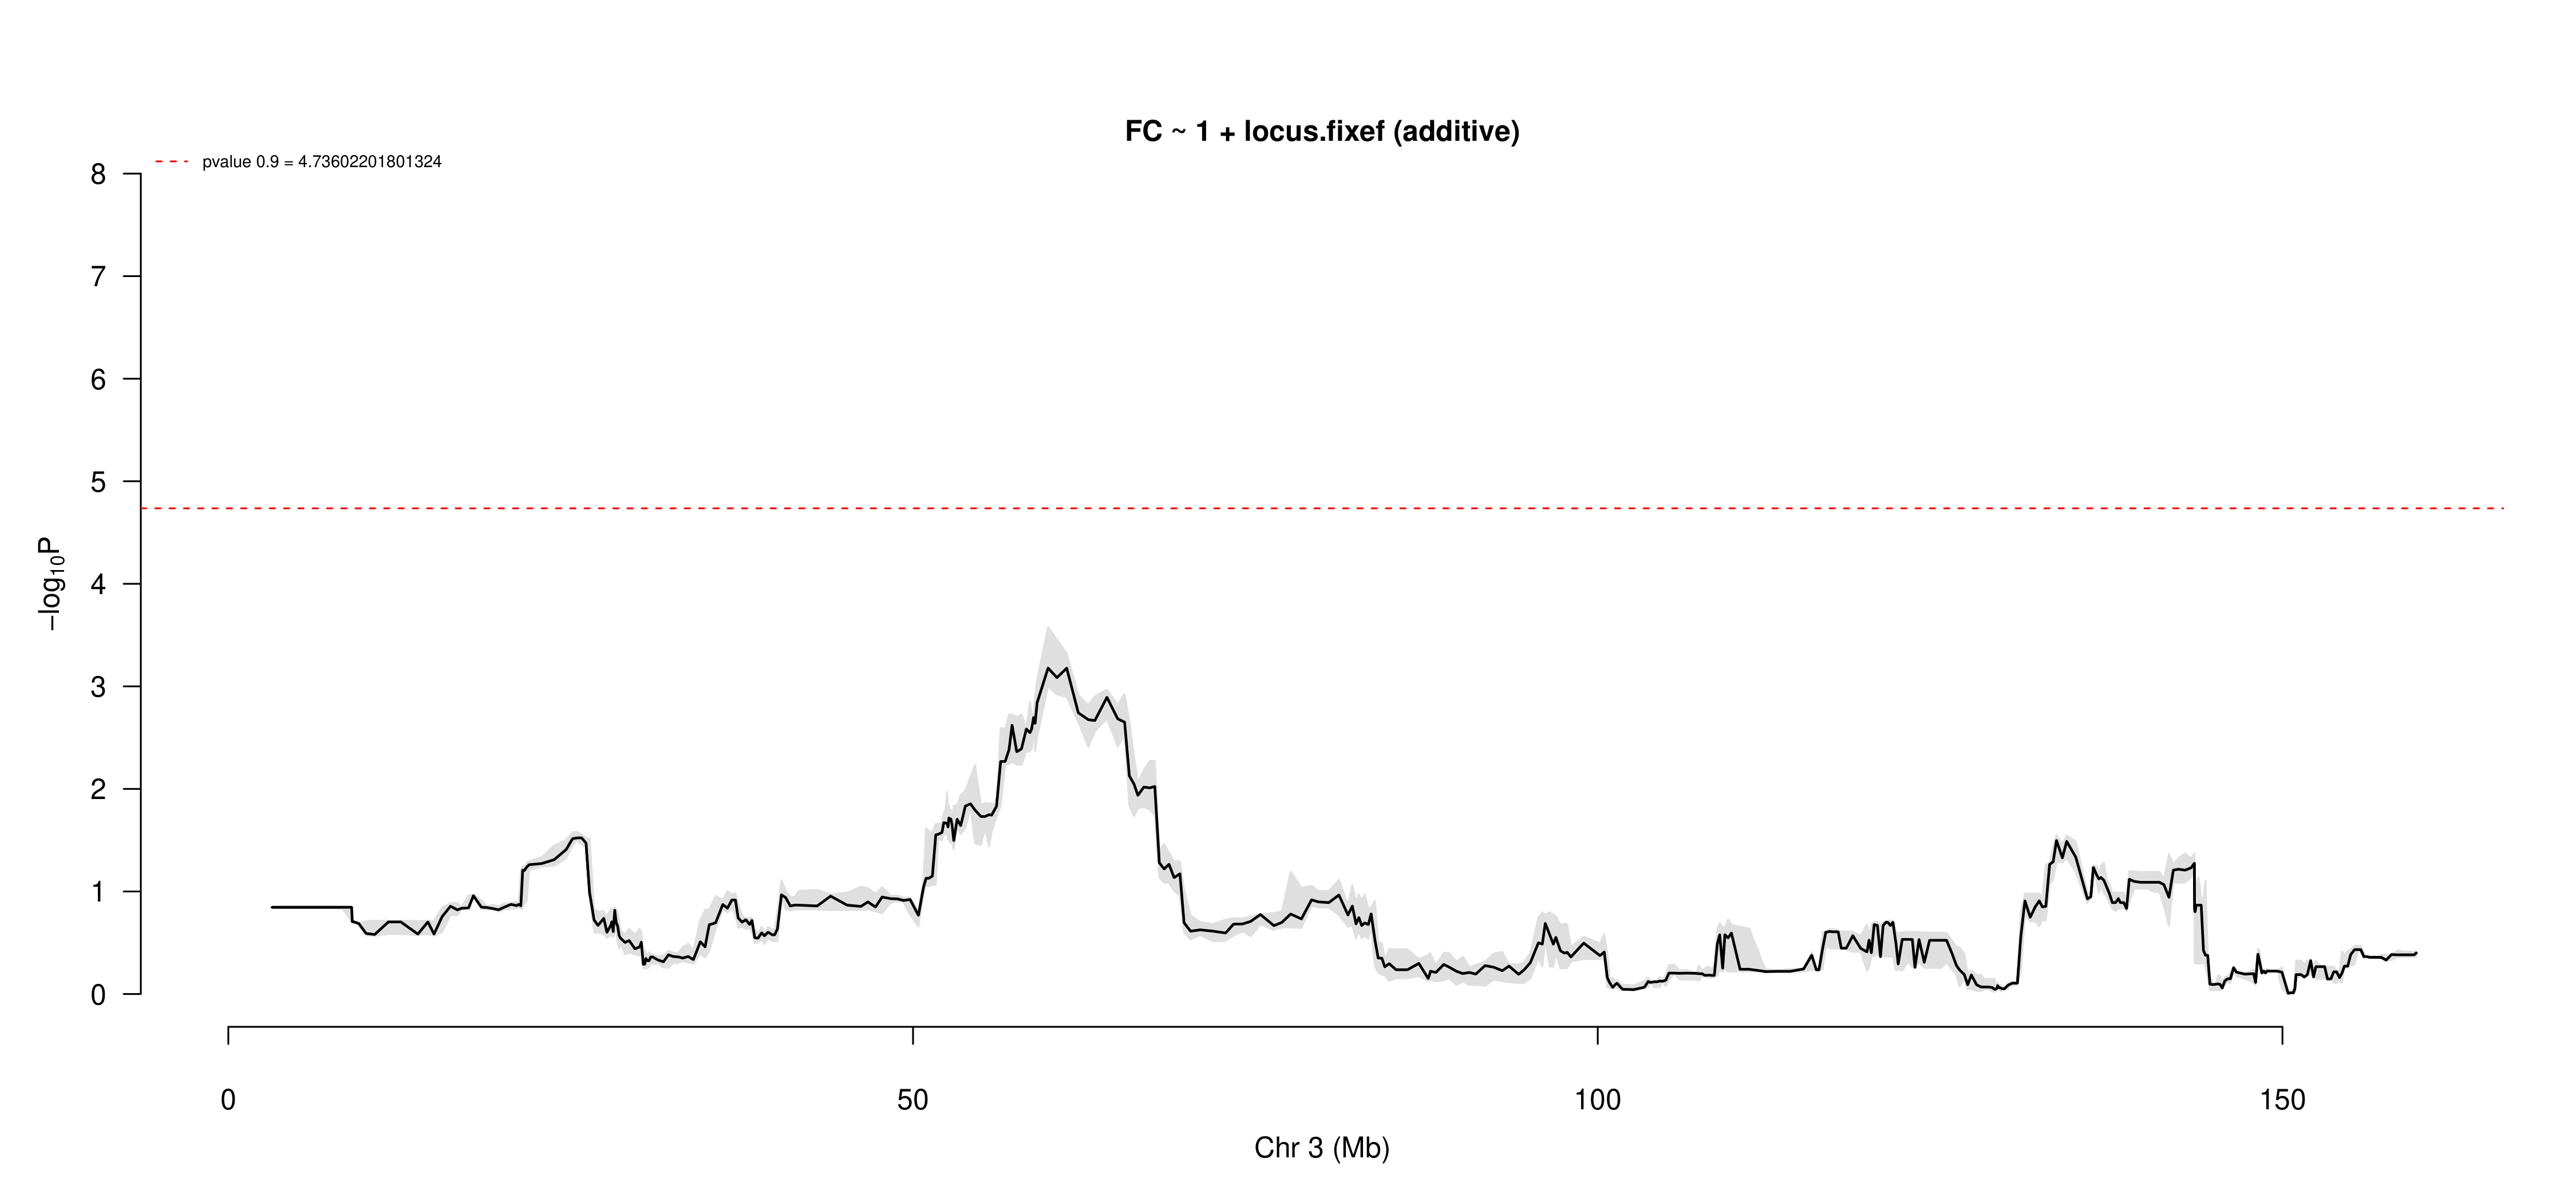 FC ~ 1 + locus.fixef (additive)
pvalue 0.9 = 4.73602201801324
8
7
6
5
4
3
2
1
0
−log10P
0 50 100 150
Chr 3 (Mb)